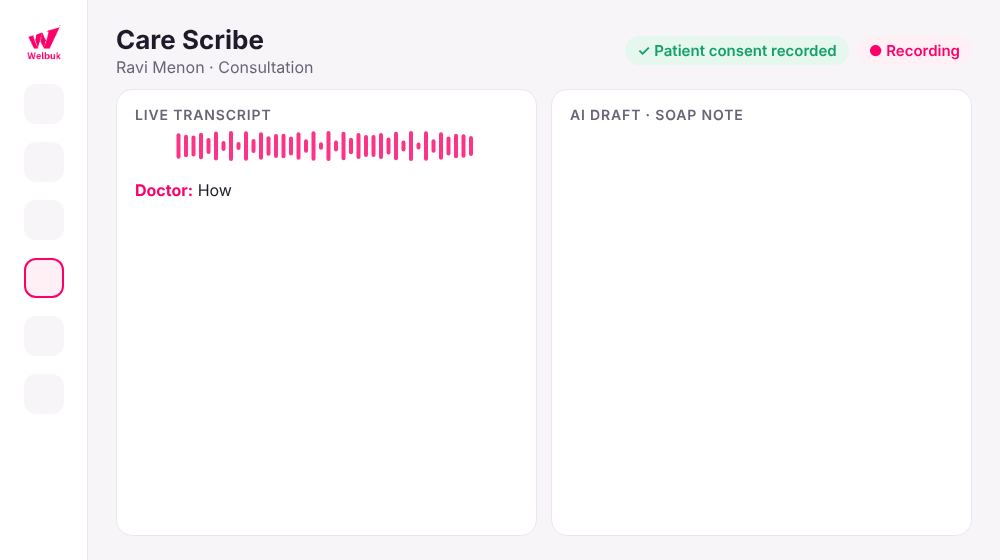 Welbuk
Care Scribe
Ravi Menon · Consultation
✓ Patient consent recorded
Recording
LIVE TRANSCRIPT
Doctor: How
AI DRAFT · SOAP NOTE